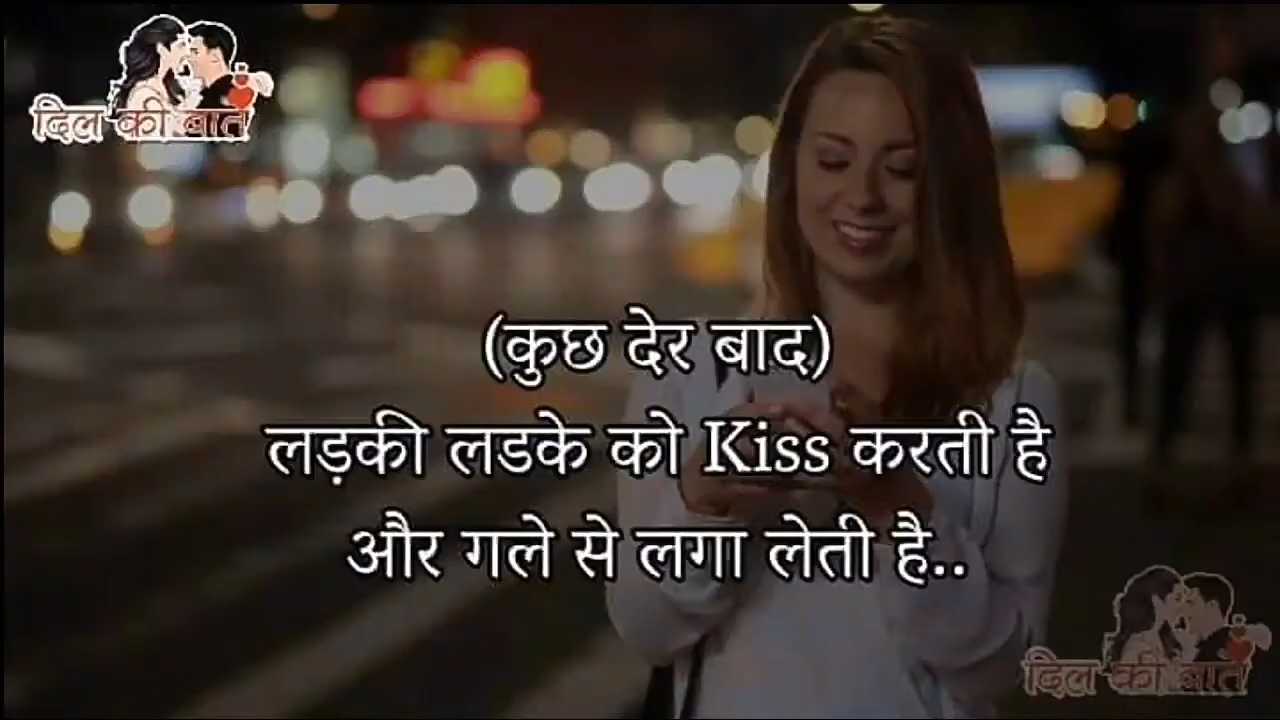 दिल की बात
(कुछ देर बाद)
लड़की लडके को Kiss करती है
और गले से लगा लेती है..
दिल की बात